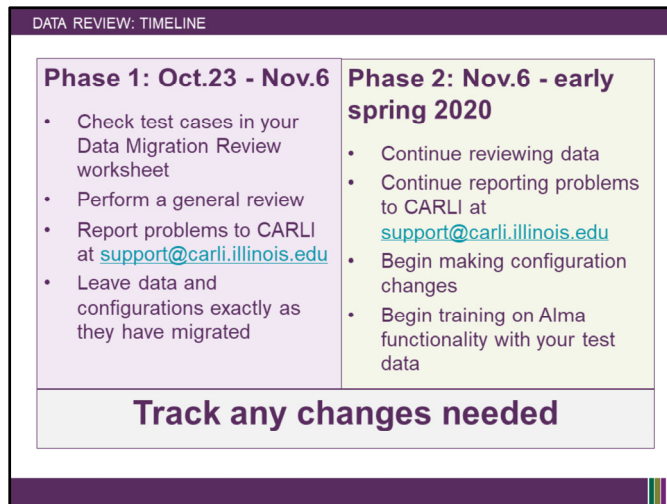 DATA REVIEW: TIMELINE
Phase 1: Oct.23 - Nov.6
• Check test cases in your
Data Migration Review
worksheet
• Perform a general review
• Report problems to CARLI
at support@carli.illinois.edu
• Leave data and
configurations exactly as
they have migrated
Phase 2: Nov.6 - early
spring 2020
• Continue reviewing data
• Continue reporting problems
to CARLI at
support@carli.illinois.edu
• Begin making configuration
changes
• Begin training on Alma
functionality with your test
data
Track any changes needed